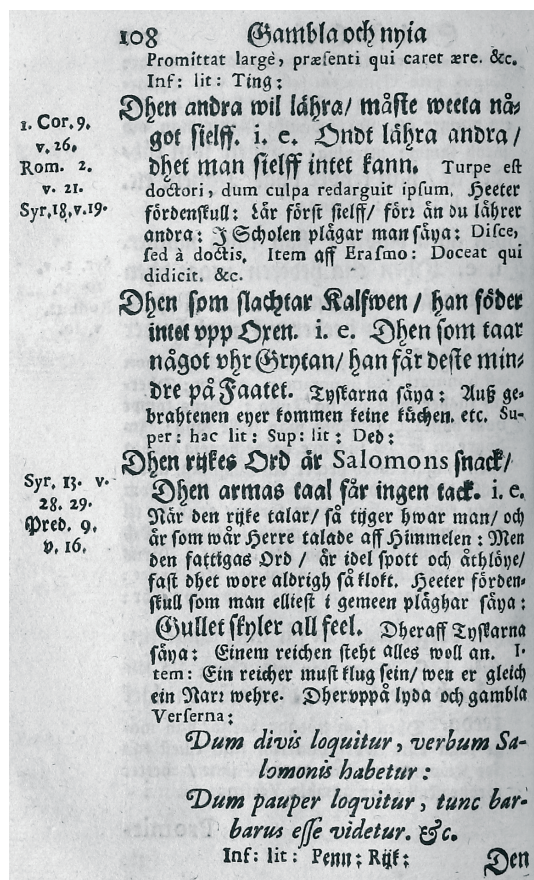 108 Gambla och nyia
Promittat largè, præsenti qui caret ære. &c.
Inf: lit: Ting:
1. Cor. 9.
v. 26.
Rom. 2.
v. 21.
Syr. 18. v. 19.
Dhen andra wil lähra/ måste weeta nå⸗
got sielff. i. e. Ondt lähra andra/
dhet man sielff intet kann. Turpe est
doctori, dum culpa redarguit ipsum. Heeter
fördenskull: Lär först sielff/ förr än du lährer
andra: J Scholen plägar man säya: Disce,
sed à doctis. Item aff Erasmo: Doceat qui
didicit. &c.
Dhen som slachtar Kalfwen/ han föder
intet vpp Oxen. i. e. Dhen som taar
något vhr Grytan/ han får deste min⸗
dre på Faatet. Tyskarna säya: Auß ge⸗
brahtenen eyer kommen keine küchen. etc. Su-
per: hac lit: Sup: lit: Ded:
Syr. 13. v.
28. 29.
Pred. 9.
v. 16.
Dhen rijkes Ord är Salomons snack/
Dhen armas taal får ingen tack. i. e.
När den rijke talar/ så tijger hwar man/ och
är som wår Herre talade aff Himmelen: Men
den fattigas Ord/ är idel spott och åthlöye/
fast dhet wore aldrigh så klokt. Heeter förden⸗
skull som man elliest i gemeen pläghar säya:
Gullet skyler all feel. Dheraff Tyskarna
säya: Einem reichen steht alles woll an. I-
tem: Ein reicher must klug sein/ wen er gleich
ein Narr wehre. Dheruppå lyda och gambla
Verserna:
Dum divis loquitur, verbum Sa-
lomonis habetur:
Dum pauper loqvitur, tunc bar-
barus esse videtur. &c.
Inf: lit: Penn: Rijk:
Den